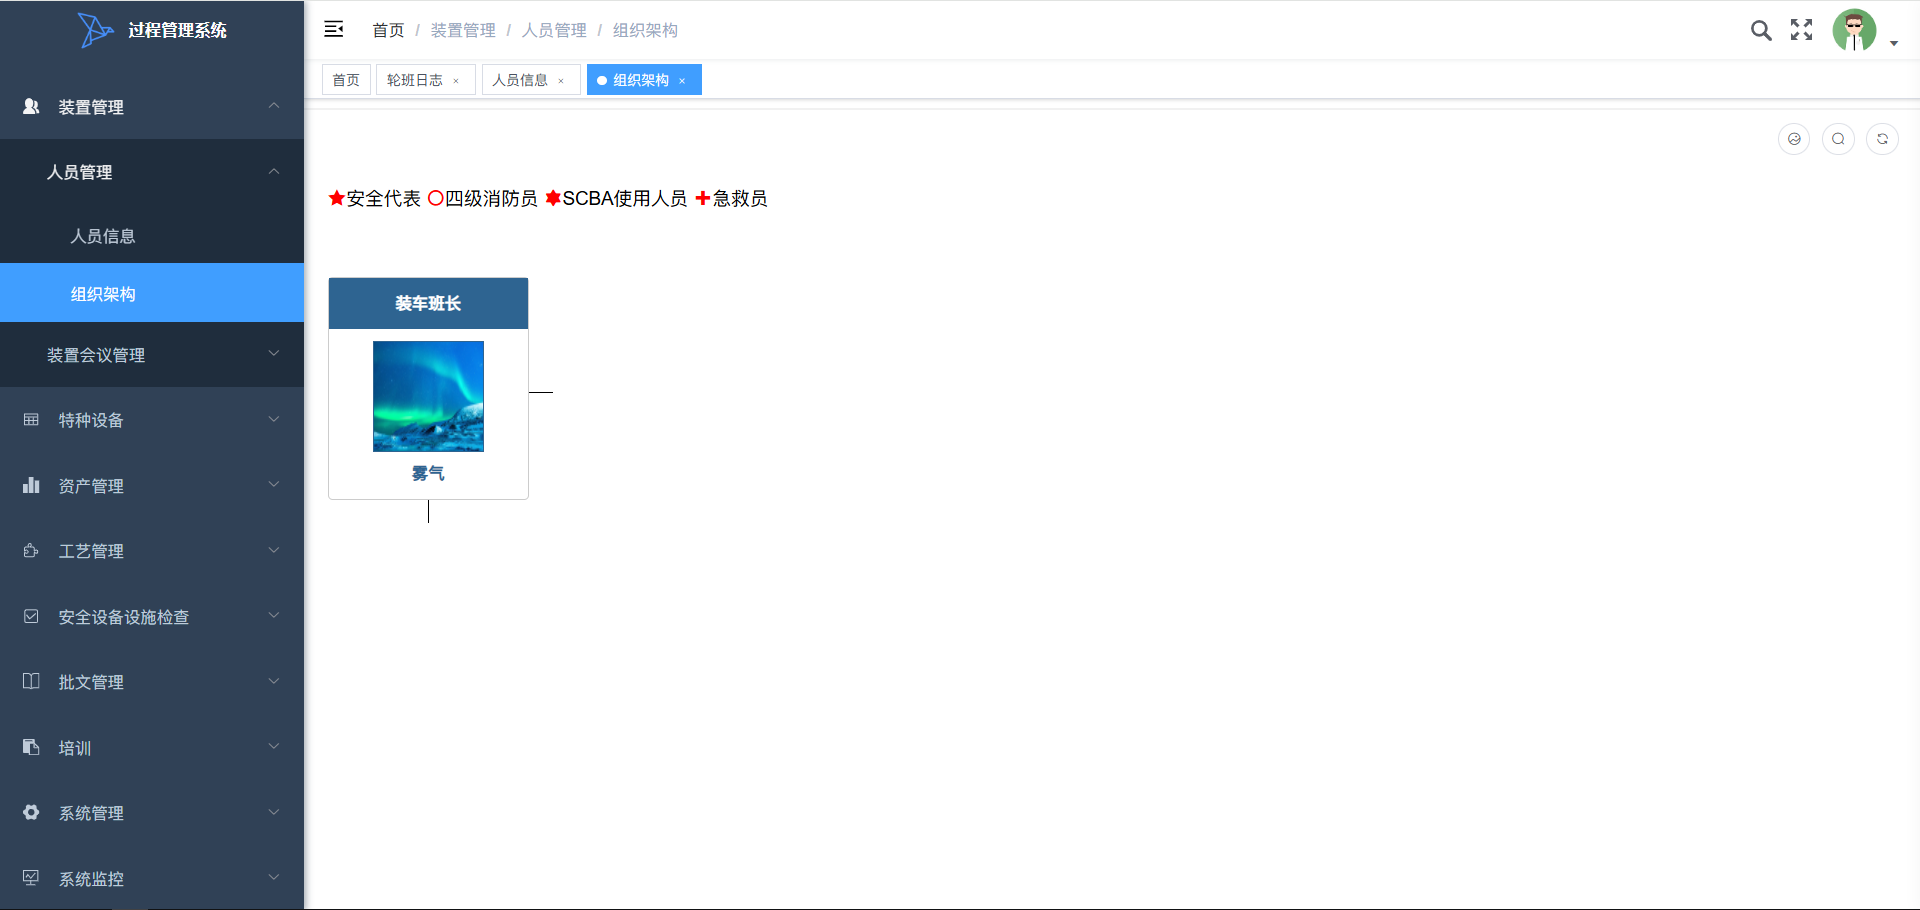 过程管理系统
首页 / 装置管理 / 人员管理 / 组织架构
首页 轮班日志 × 人员信息 × 组织架构 ×
装置管理
人员管理
人员信息
组织架构
装置会议管理
特种设备
资产管理
工艺管理
安全设备设施检查
批文管理
培训
系统管理
系统监控
★安全代表 ○四级消防员 ✶SCBA使用人员 ✚急救员
装车班长
雾气